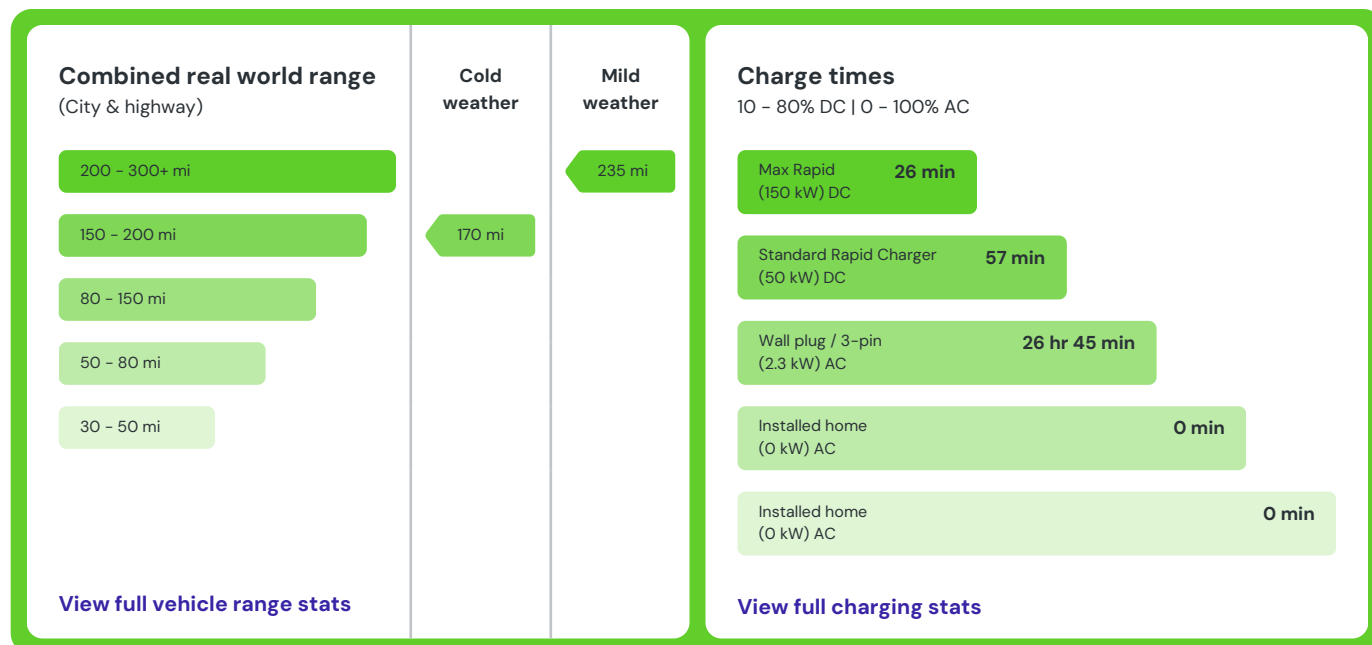 Combined real world range
(City & highway)
Cold
weather
Mild
weather
200 - 300+ mi
235 mi
150 - 200 mi
170 mi
80 - 150 mi
50 - 80 mi
30 - 50 mi
View full vehicle range stats
Charge times
10 - 80% DC | 0 - 100% AC
Max Rapid
(150 kW) DC
26 min
Standard Rapid Charger
(50 kW) DC
57 min
Wall plug / 3-pin
(2.3 kW) AC
26 hr 45 min
Installed home
(0 kW) AC
0 min
Installed home
(0 kW) AC
0 min
View full charging stats